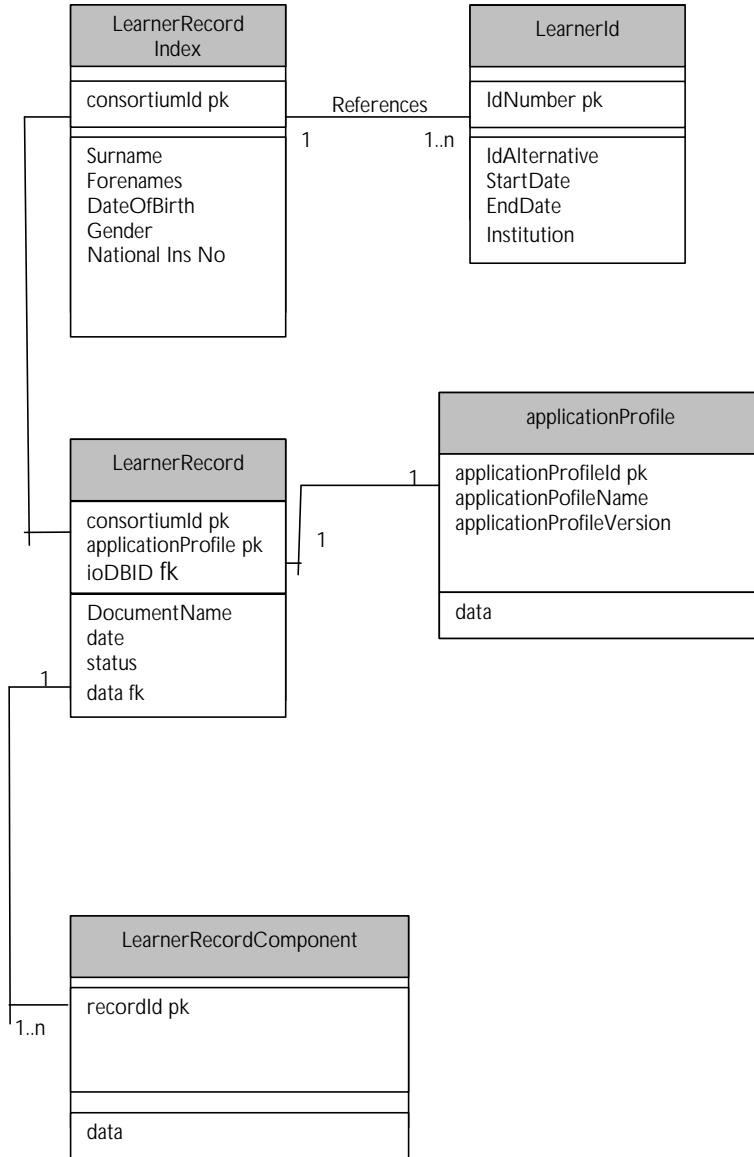 LearnerRecord
Index
consortiumId pk
Surname
Forenames
DateOfBirth
Gender
National Ins No
References
1
1..n
LearnerId
IdNumber pk
IdAlternative
StartDate
EndDate
Institution
LearnerRecord
consortiumId pk
applicationProfile pk
ioDBID fk
DocumentName
date
status
data fk
1
1
applicationProfile
applicationProfileId pk
applicationPofileName
applicationProfileVersion
data
1
1..n
LearnerRecordComponent
recordId pk
data